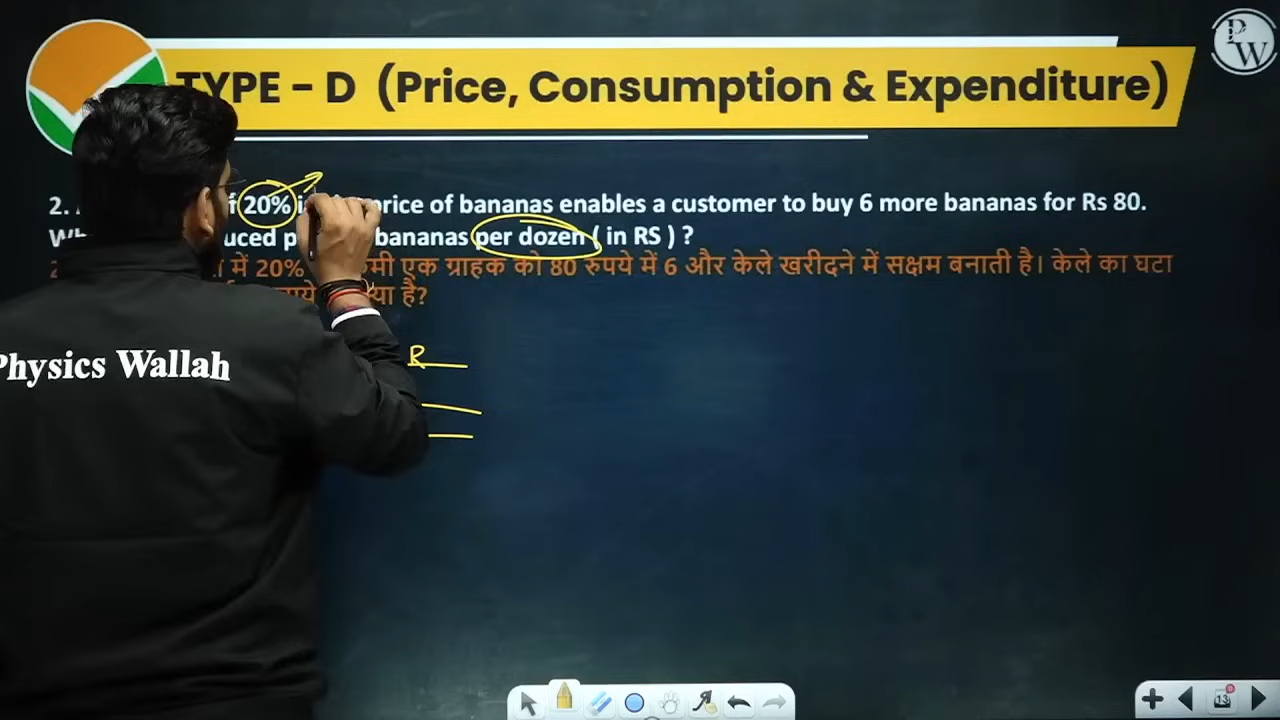 PW
TYPE - D (Price, Consumption & Expenditure)
2. f 20% i price of bananas enables a customer to buy 6 more bananas for Rs 80.
uced p bananas per dozen ( in RS ) ?
में 20% एक ग्राहक को 80 रुपये में 6 और केले खरीदने में सक्षम बनाती है। केले का घटा
है?
R
Physics Wallah
13